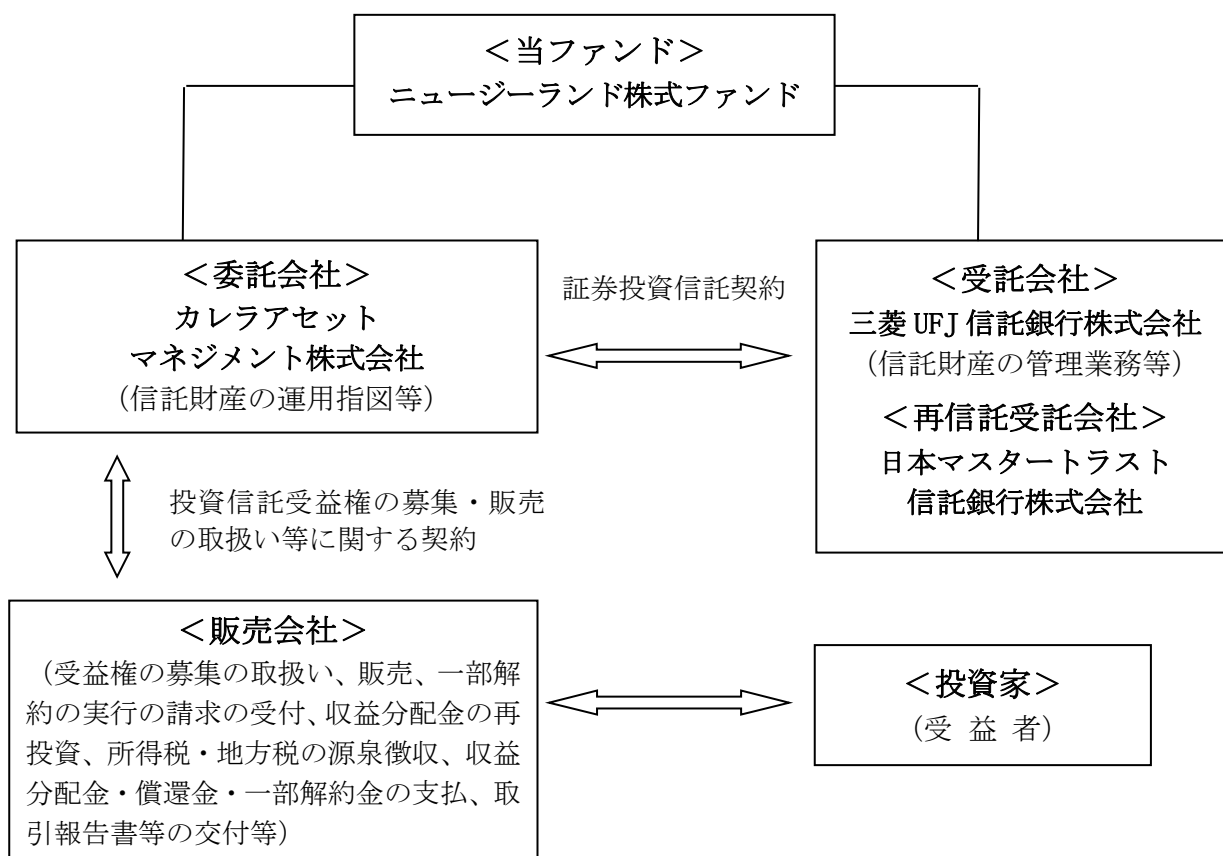 ＜当ファンド＞
ニュージーランド株式ファンド
＜委託会社＞
カレラアセット
マネジメント株式会社
（信託財産の運用指図等）
証券投資信託契約
＜受託会社＞
三菱 UFJ 信託銀行株式会社
（信託財産の管理業務等）
＜再信託受託会社＞
日本マスタートラスト
信託銀行株式会社
投資信託受益権の募集・販売
の取扱い等に関する契約
＜販売会社＞
（受益権の募集の取扱い、販売、一部解
約の実行の請求の受付、収益分配金の再
投資、所得税・地方税の源泉徴収、収益
分配金・償還金・一部解約金の支払、取
引報告書等の交付等）
＜投資家＞
（受 益 者）